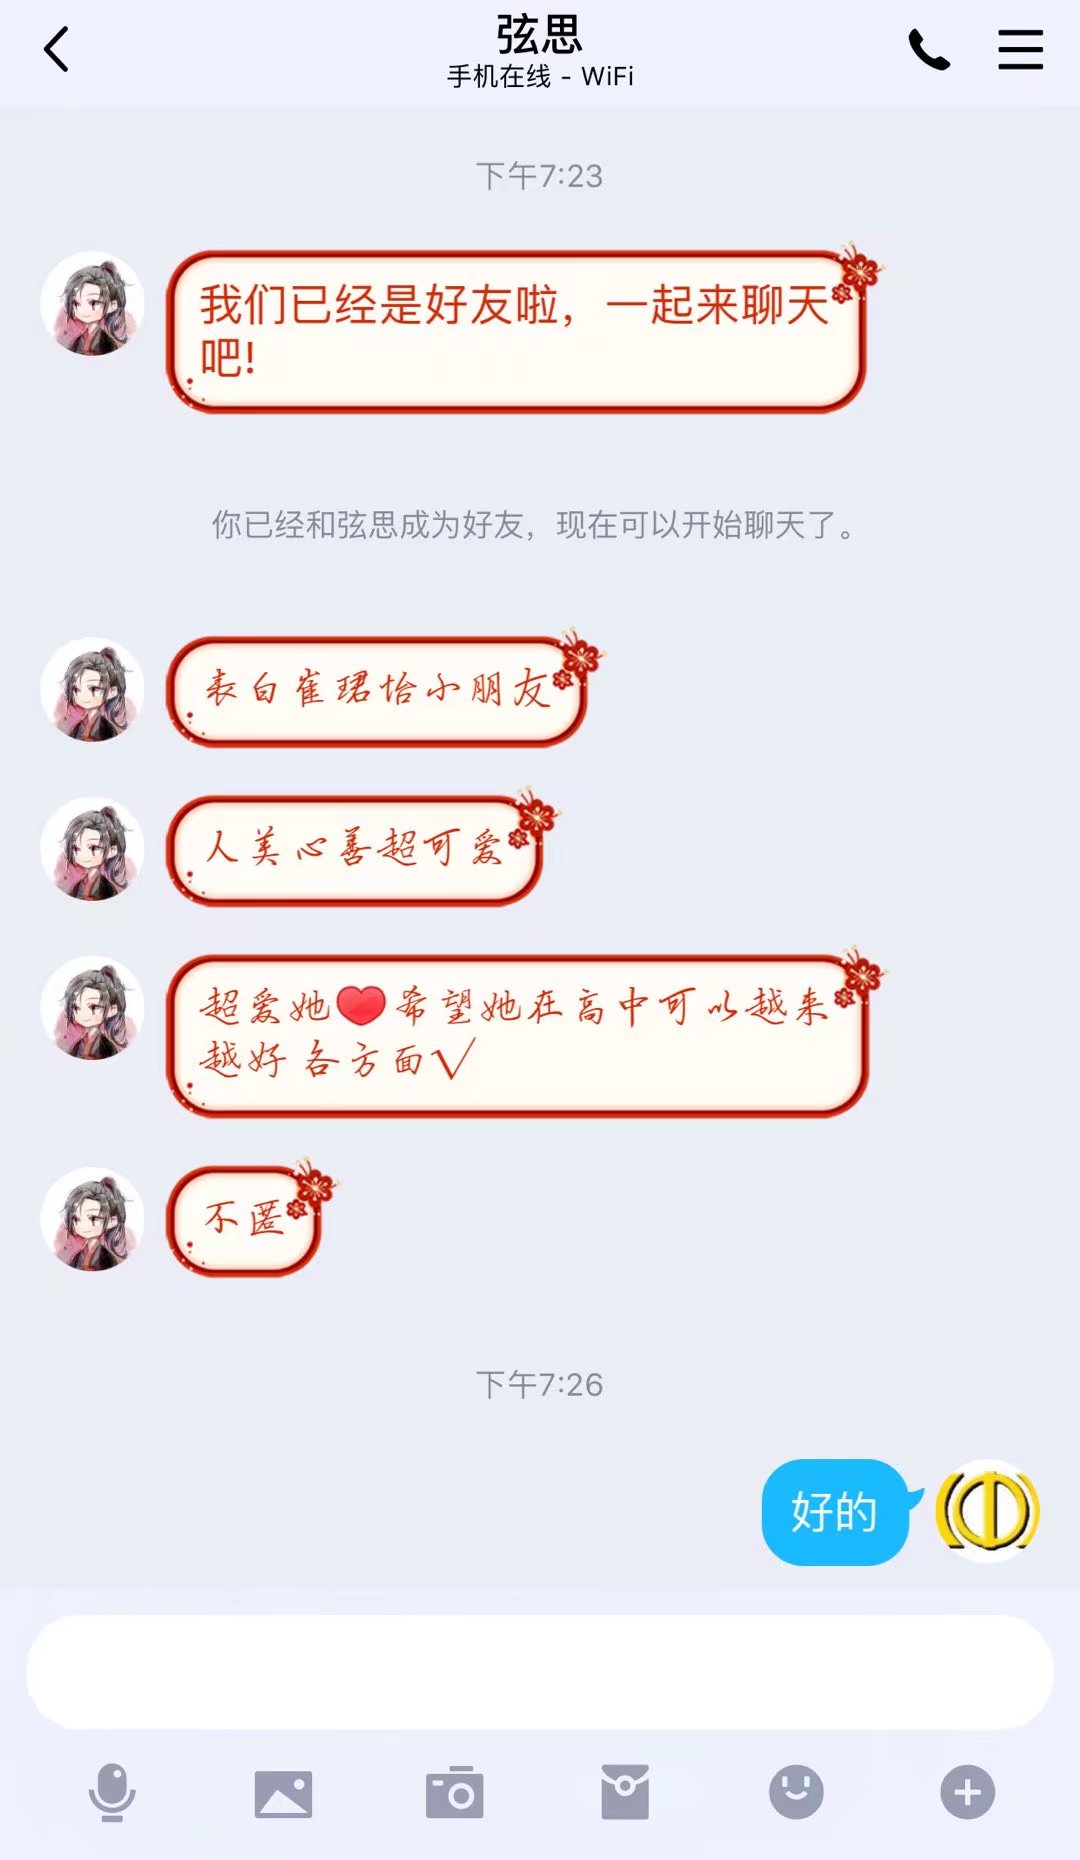 弦思
手机在线 - WiFi
下午7:23
我们已经是好友啦，一起来聊天
吧!
你已经和弦思成为好友，现在可以开始聊天了。
表白崔珺怡小朋友
人美心善超可爱
超爱她❤️希望她在高中可以越来
越好 各方面√
不匿
下午7:26
好的